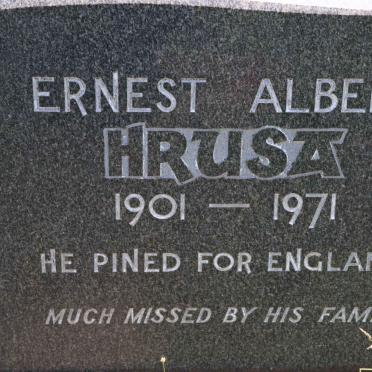 ERNEST ALBE
HRUSA
1901 — 1971
HE PINED FOR ENGLAN
MUCH MISSED BY HIS FAM